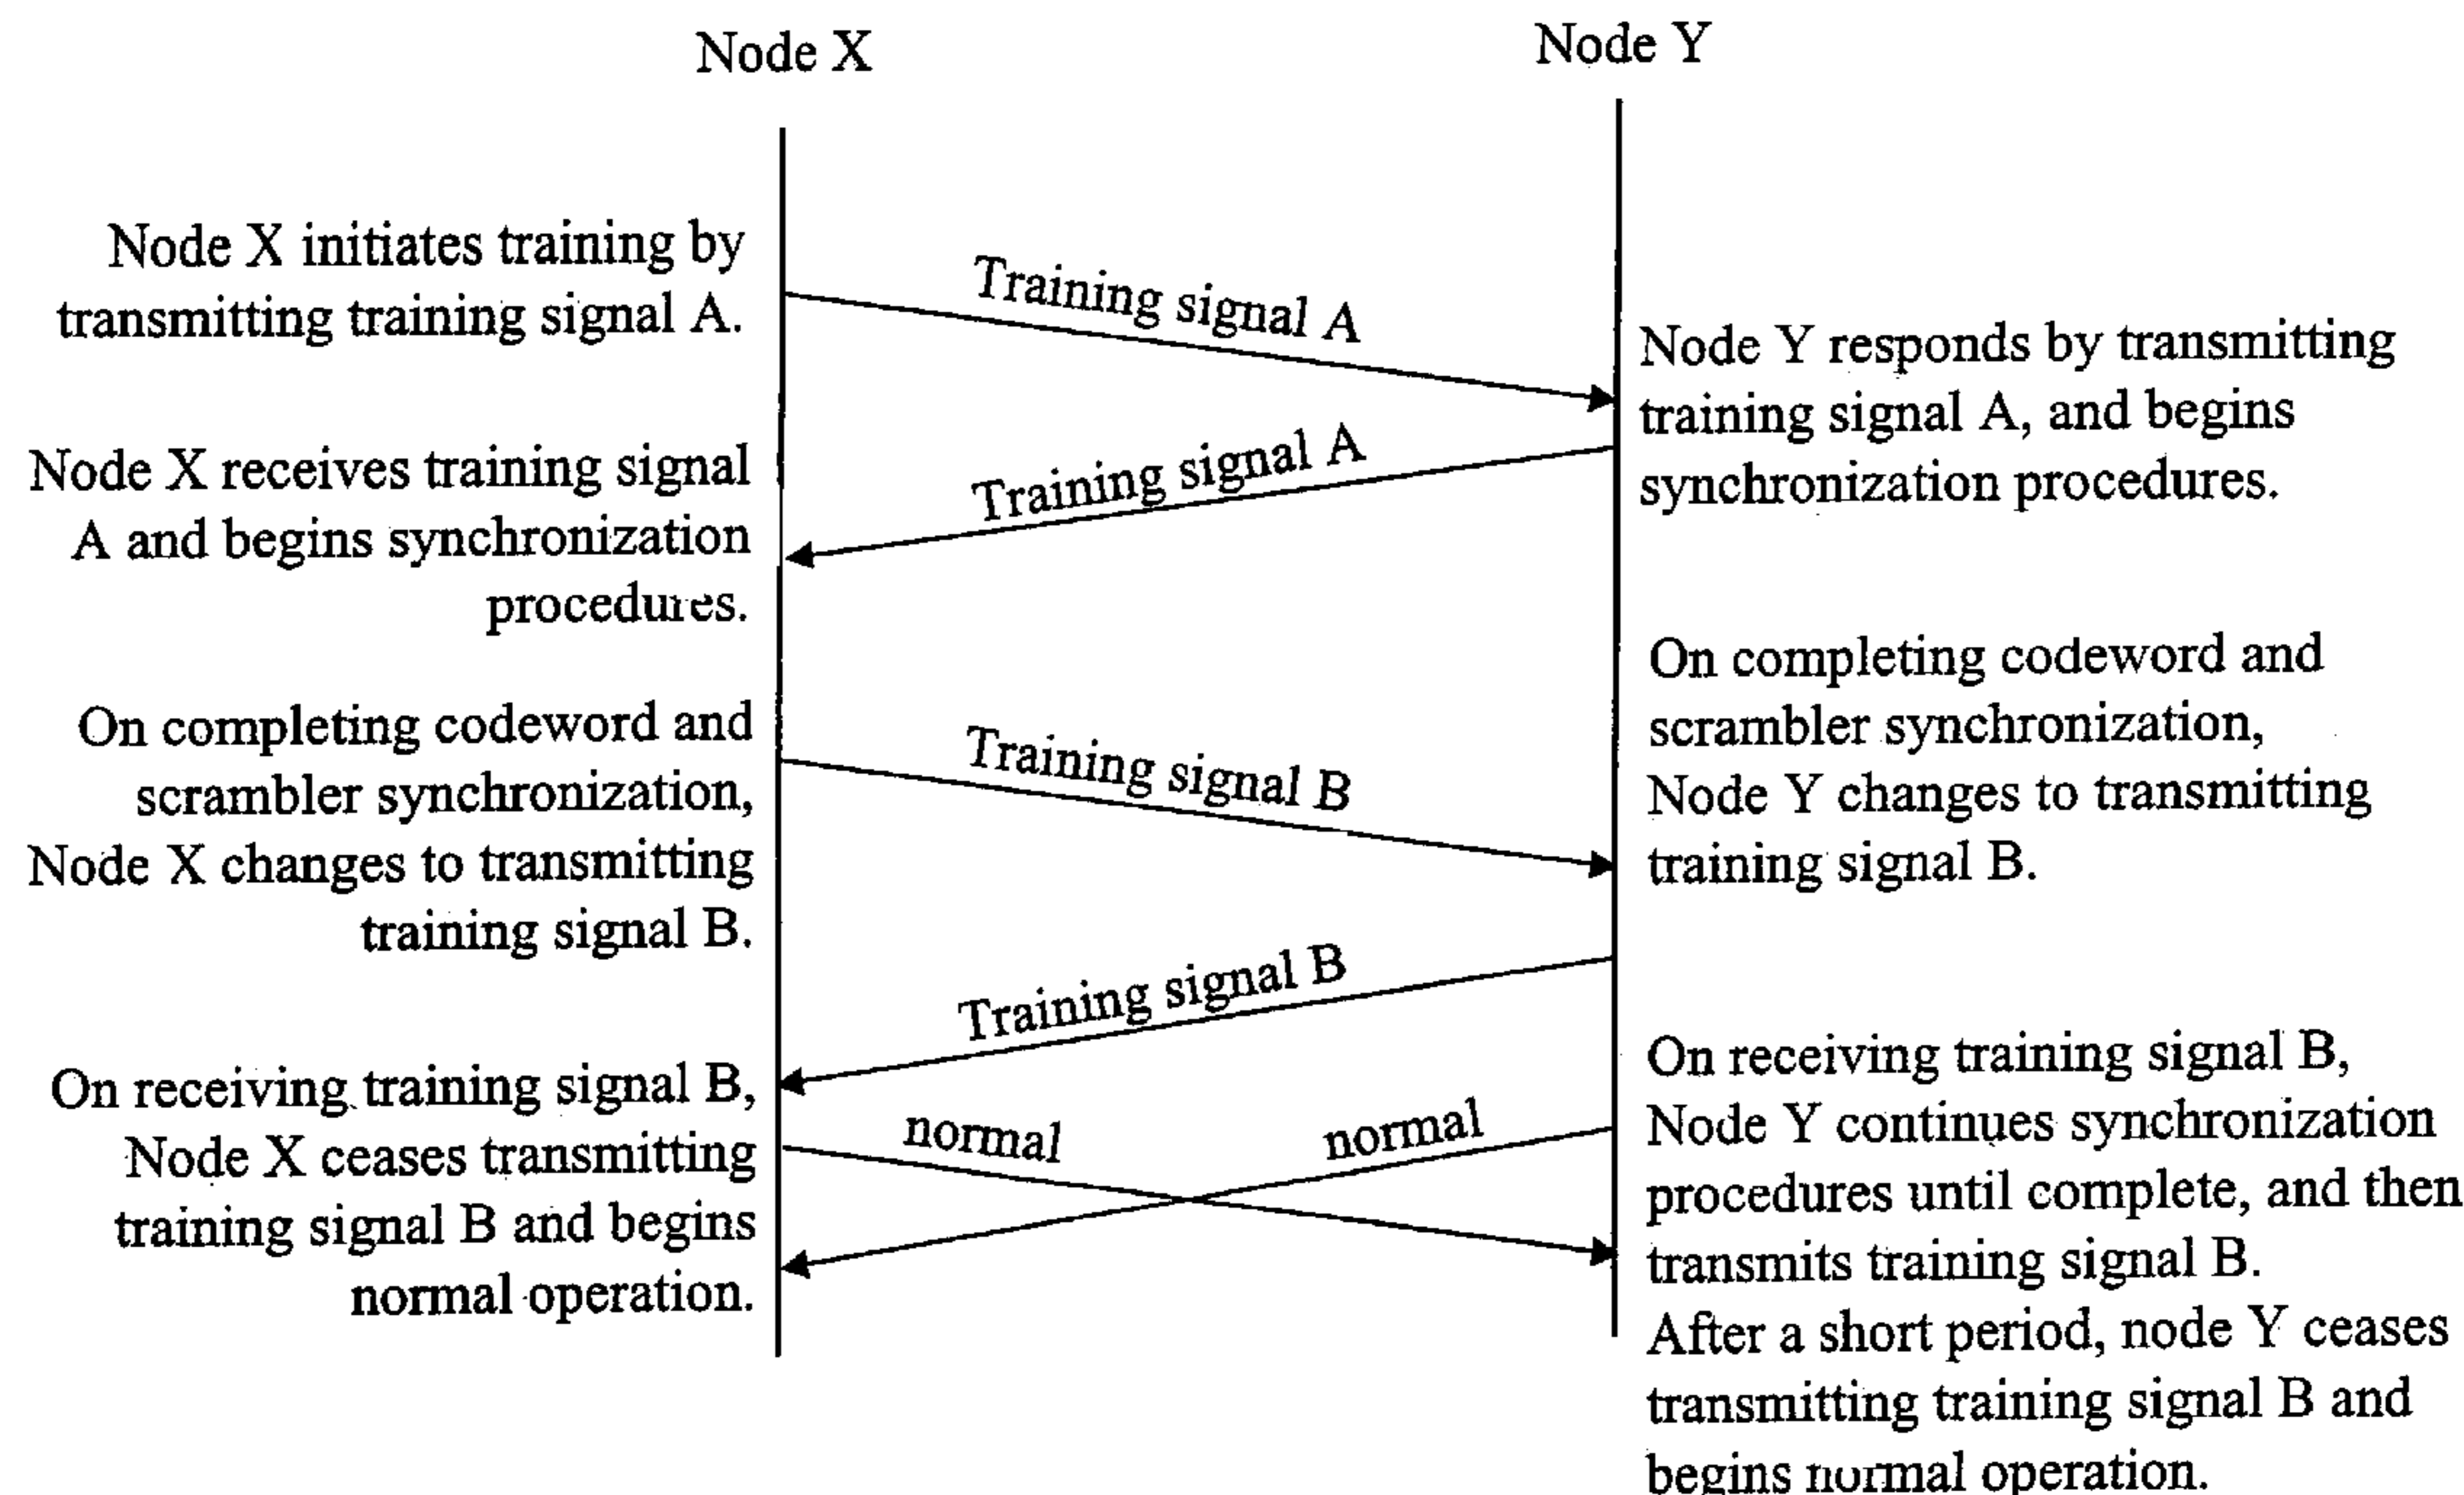 Node X
Node Y
Node X initiates training by
transmitting training signal A.
Training signal A
Node Y responds by transmitting
training signal A, and begins
synchronization procedures.
Training signal A
Node X receives training signal
A and begins synchronization
procedures.
On completing codeword and
scrambler synchronization,
Node Y changes to transmitting
training signal B.
On completing codeword and
scrambler synchronization,
Node X changes to transmitting
training signal B.
Training signal B
Training signal B
On receiving training signal B,
Node X ceases transmitting
training signal B and begins
normal operation.
normal
normal
On receiving training signal B,
Node Y continues synchronization
procedures until complete, and then
transmits training signal B.
After a short period, node Y ceases
transmitting training signal B and
begins normal operation.